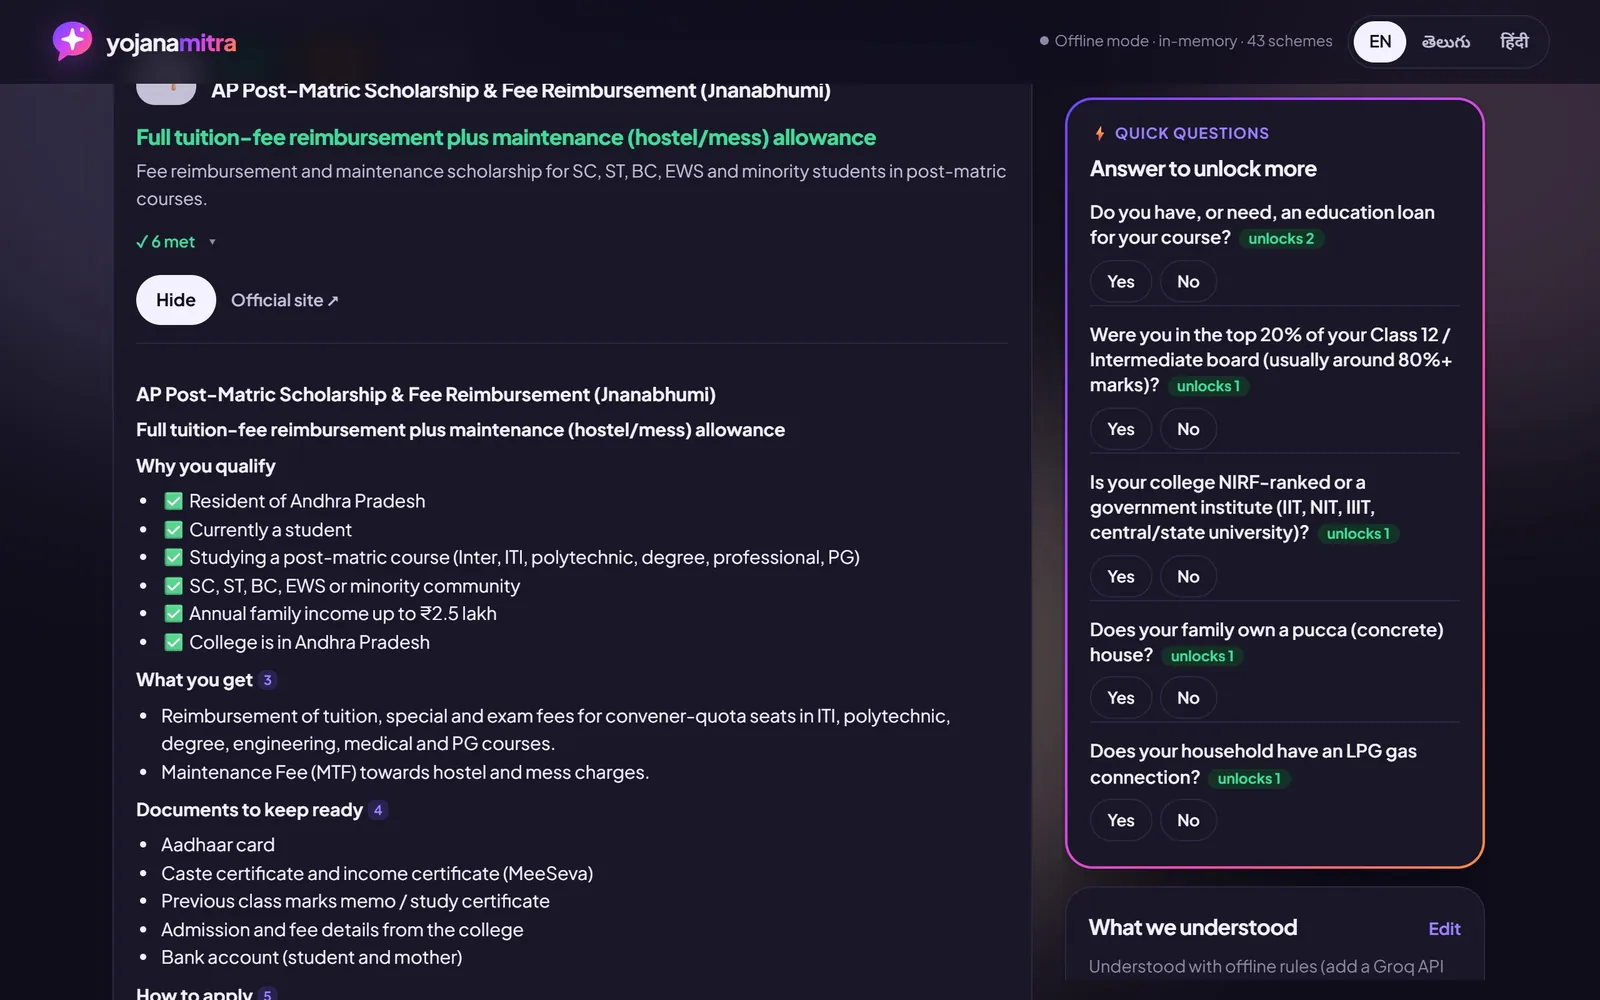 yojanamitra
Offline mode · in-memory · 43 schemes
EN
తెలుగు
हिंदी
AP Post-Matric Scholarship & Fee Reimbursement (Jnanabhumi)
Full tuition-fee reimbursement plus maintenance (hostel/mess) allowance
Fee reimbursement and maintenance scholarship for SC, ST, BC, EWS and minority students in post-matric
courses.
✓ 6 met ▾
Hide
Official site ↗
AP Post-Matric Scholarship & Fee Reimbursement (Jnanabhumi)
Full tuition-fee reimbursement plus maintenance (hostel/mess) allowance
Why you qualify
• ✅ Resident of Andhra Pradesh
• ✅ Currently a student
• ✅ Studying a post-matric course (Inter, ITI, polytechnic, degree, professional, PG)
• ✅ SC, ST, BC, EWS or minority community
• ✅ Annual family income up to ₹2.5 lakh
• ✅ College is in Andhra Pradesh
What you get 3
• Reimbursement of tuition, special and exam fees for convener-quota seats in ITI, polytechnic,
degree, engineering, medical and PG courses.
• Maintenance Fee (MTF) towards hostel and mess charges.
Documents to keep ready 4
• Aadhaar card
• Caste certificate and income certificate (MeeSeva)
• Previous class marks memo / study certificate
• Admission and fee details from the college
• Bank account (student and mother)
How to apply 5
QUICK QUESTIONS
Answer to unlock more
Do you have, or need, an education loan
for your course? unlocks 2
Yes No
Were you in the top 20% of your Class 12 /
Intermediate board (usually around 80%+
marks)? unlocks 1
Yes No
Is your college NIRF-ranked or a
government institute (IIT, NIT, IIIT,
central/state university)? unlocks 1
Yes No
Does your family own a pucca (concrete)
house? unlocks 1
Yes No
Does your household have an LPG gas
connection? unlocks 1
Yes No
What we understood
Edit
Understood with offline rules (add a Groq API